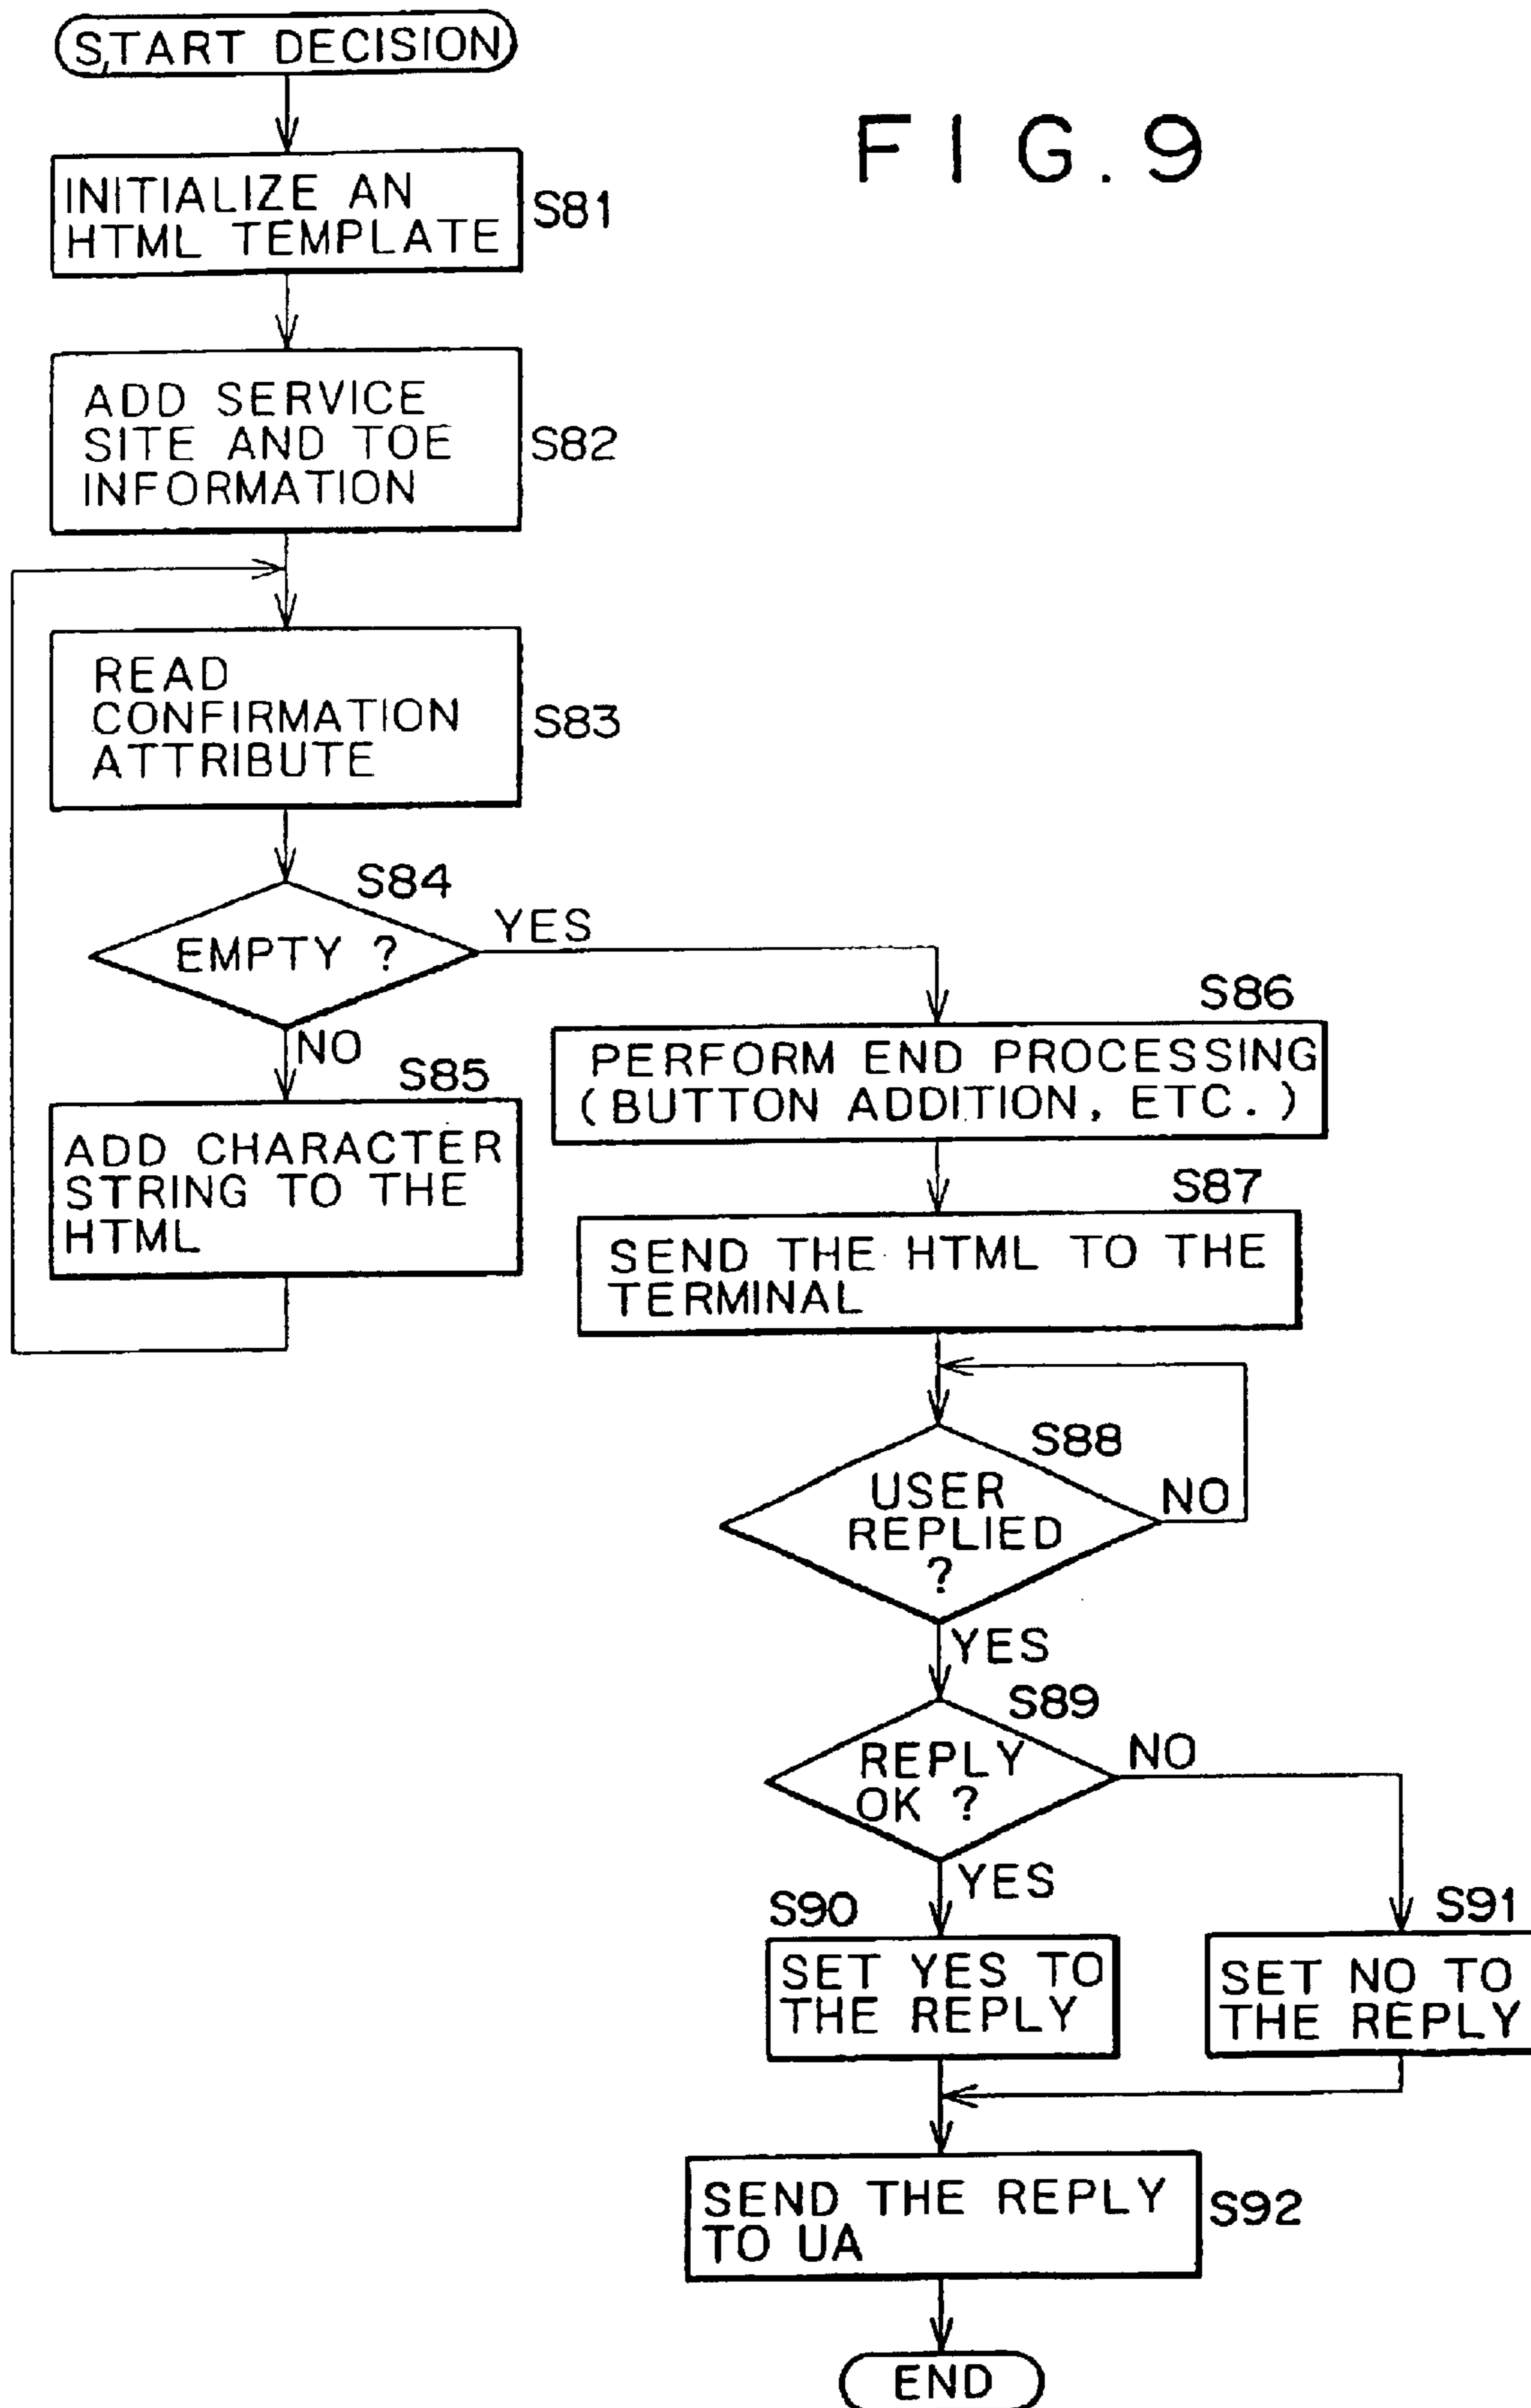 START DECISION
FIG.9
INITIALIZE AN
HTML TEMPLATE
S81
ADD SERVICE
SITE AND TOE
INFORMATION
S82
READ
CONFIRMATION
ATTRIBUTE
S83
S84
EMPTY ?
YES
NO
S85
ADD CHARACTER
STRING TO THE
HTML
S86
PERFORM END PROCESSING
(BUTTON ADDITION, ETC.)
S87
SEND THE HTML TO THE
TERMINAL
S88
USER
REPLIED
?
NO
YES
S89
REPLY
OK ?
NO
YES
S90
SET YES TO
THE REPLY
S91
SET NO TO
THE REPLY
SEND THE REPLY
TO UA
S92
END